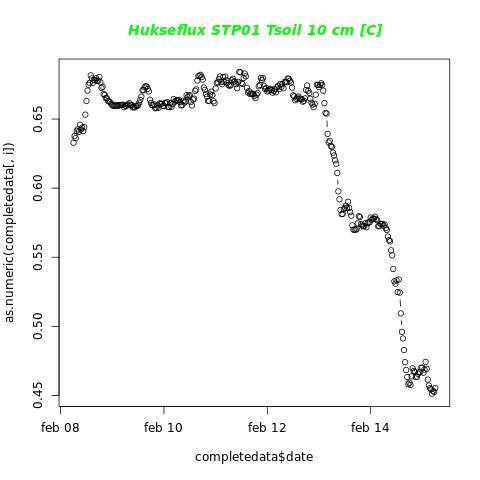 Hukseflux STP01 Tsoil 10 cm [C]
as.numeric(completedata[, i])
0.65
0.60
0.55
0.50
0.45
feb 08 feb 10 feb 12 feb 14
completedata$date